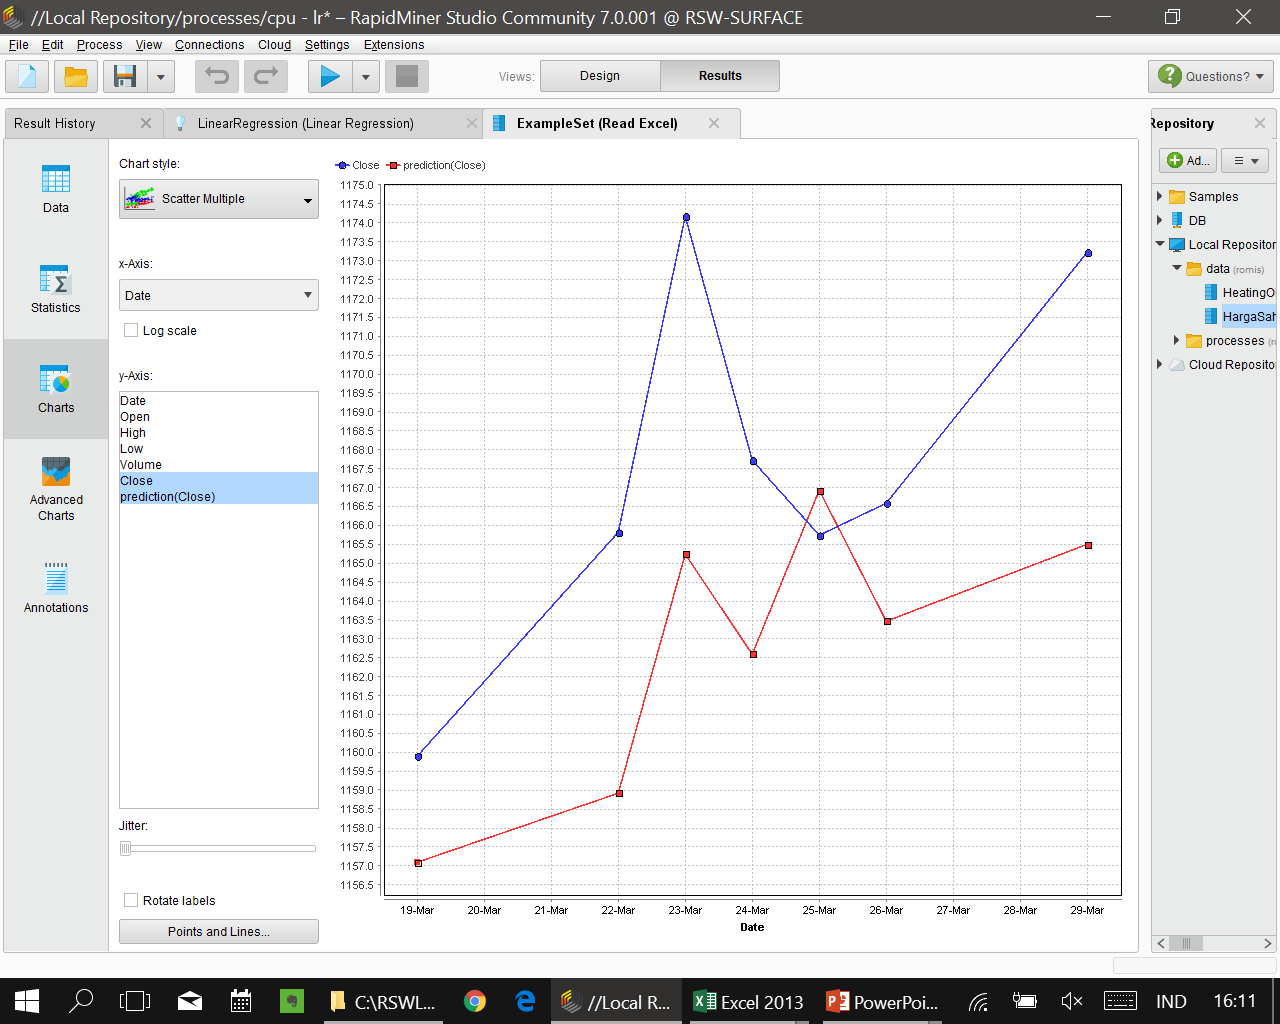 //Local Repository/processes/cpu - lr* – RapidMiner Studio Community 7.0.001 @ RSW-SURFACE
File Edit Process View Connections Cloud Settings Extensions
Views: Design Results Questions?
Result History LinearRegression (Linear Regression) ExampleSet (Read Excel) Repository
Data
Statistics
Charts
Advanced
Charts
Annotations
Chart style:
Scatter Multiple
x-Axis:
Date
Log scale
y-Axis:
Date
Open
High
Low
Volume
Close
prediction(Close)
Jitter:
Rotate labels
Points and Lines...
Close prediction(Close)
1175.0
1174.5
1174.0
1173.5
1173.0
1172.5
1172.0
1171.5
1171.0
1170.5
1170.0
1169.5
1169.0
1168.5
1168.0
1167.5
1167.0
1166.5
1166.0
1165.5
1165.0
1164.5
1164.0
1163.5
1163.0
1162.5
1162.0
1161.5
1161.0
1160.5
1160.0
1159.5
1159.0
1158.5
1158.0
1157.5
1157.0
1156.5
19-Mar 20-Mar 21-Mar 22-Mar 23-Mar 24-Mar 25-Mar 26-Mar 27-Mar 28-Mar 29-Mar
Date
Ad...
Samples
DB
Local Repositor
data (romis)
HeatingO
HargaSah
processes (r
Cloud Reposito
C:\RSWL... //Local R... Excel 2013 PowerPoi... IND 16:11